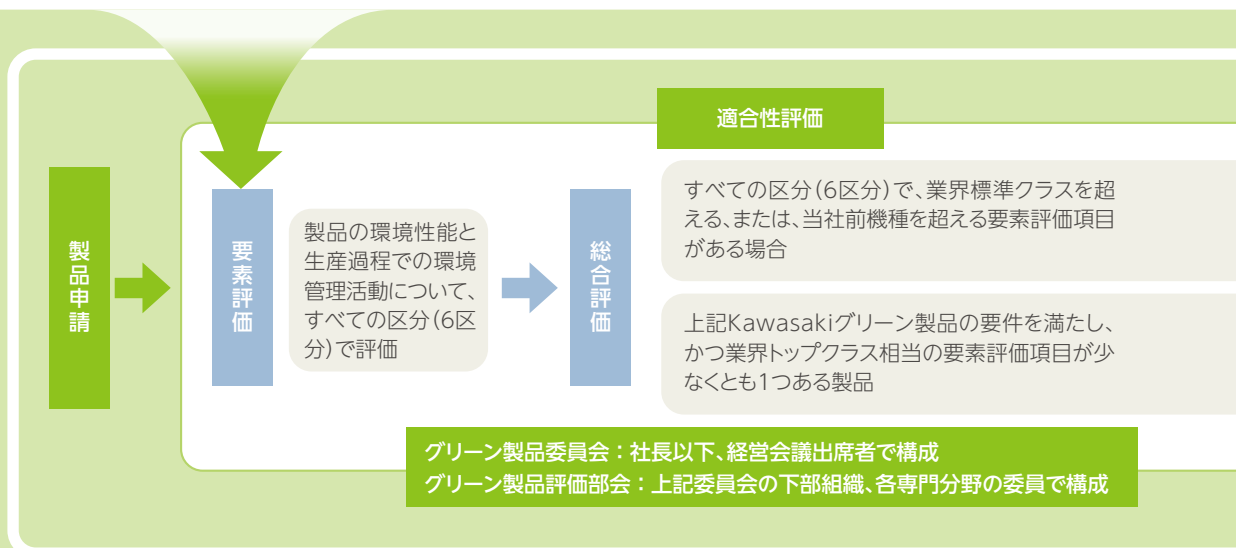 適合性評価
製品申請
要素評価
製品の環境性能と
生産過程での環境
管理活動について、
すべての区分(6区
分)で評価
総合評価
すべての区分(6区分)で、業界標準クラスを超
える、または、当社前機種を超える要素評価項目
がある場合
上記Kawasakiグリーン製品の要件を満たし、
かつ業界トップクラス相当の要素評価項目が少
なくとも1つある製品
グリーン製品委員会：社長以下、経営会議出席者で構成
グリーン製品評価部会：上記委員会の下部組織、各専門分野の委員で構成